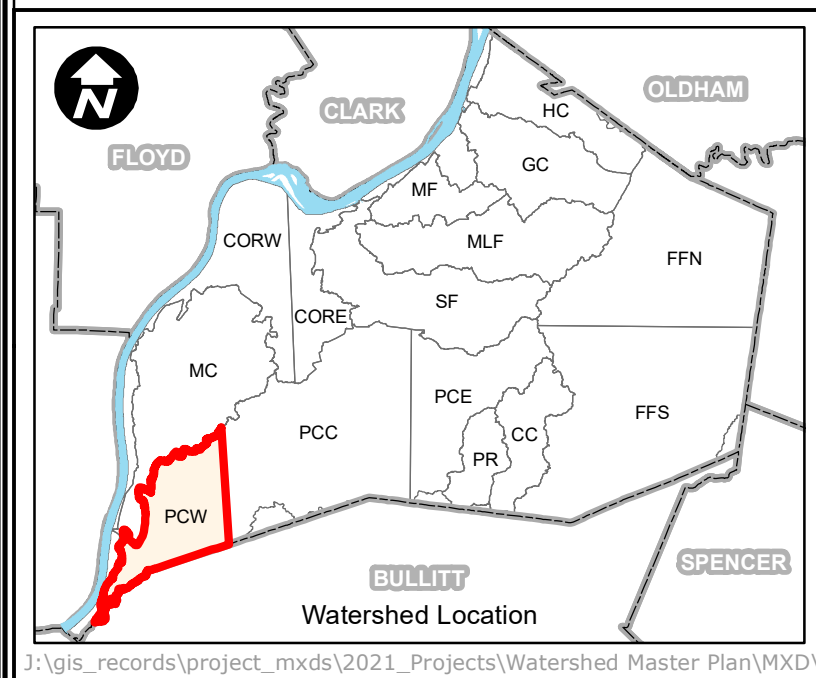 N
OLDHAM
HC
CLARK
FLOYD
GC
MF
CORW
MLF
FFN
SF
CORE
MC
PCE
FFS
PCC
CC
PR
PCW
SPENCER
BULLITT
Watershed Location
J:\gis_records\project_mxds\2021_Projects\Watershed Master Plan\MXD\